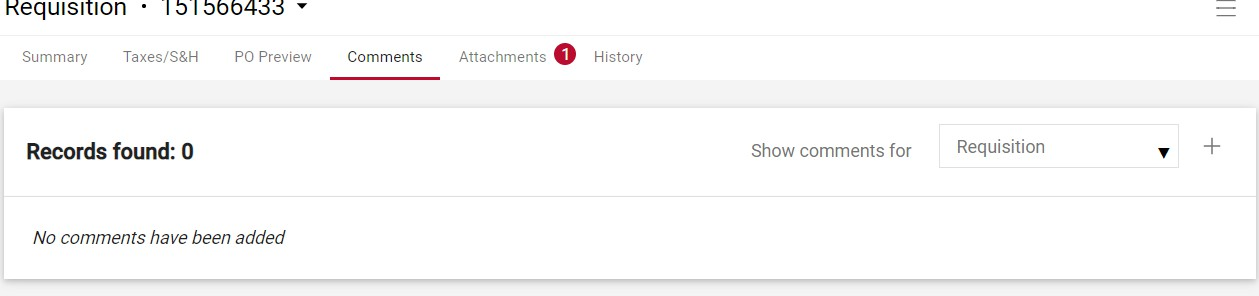 Requisition • 151566433
Summary Taxes/S&H PO Preview Comments Attachments 1 History
Records found: 0 Show comments for Requisition
No comments have been added